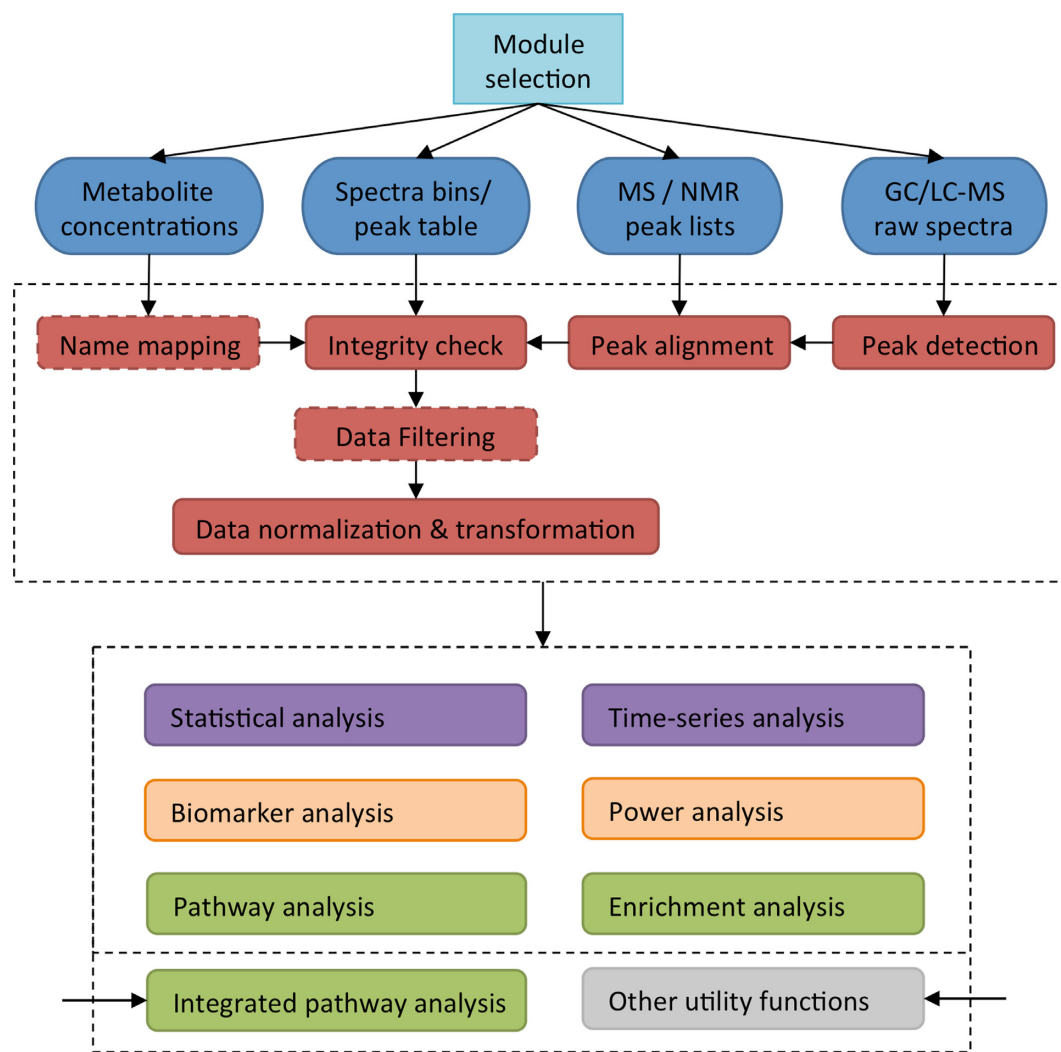 Module
selection
Metabolite
concentrations
Spectra bins/
peak table
MS / NMR
peak lists
GC/LC-MS
raw spectra
Name mapping
Integrity check
Peak alignment
Peak detection
Data Filtering
Data normalization & transformation
Statistical analysis
Time-series analysis
Biomarker analysis
Power analysis
Pathway analysis
Enrichment analysis
Integrated pathway analysis
Other utility functions